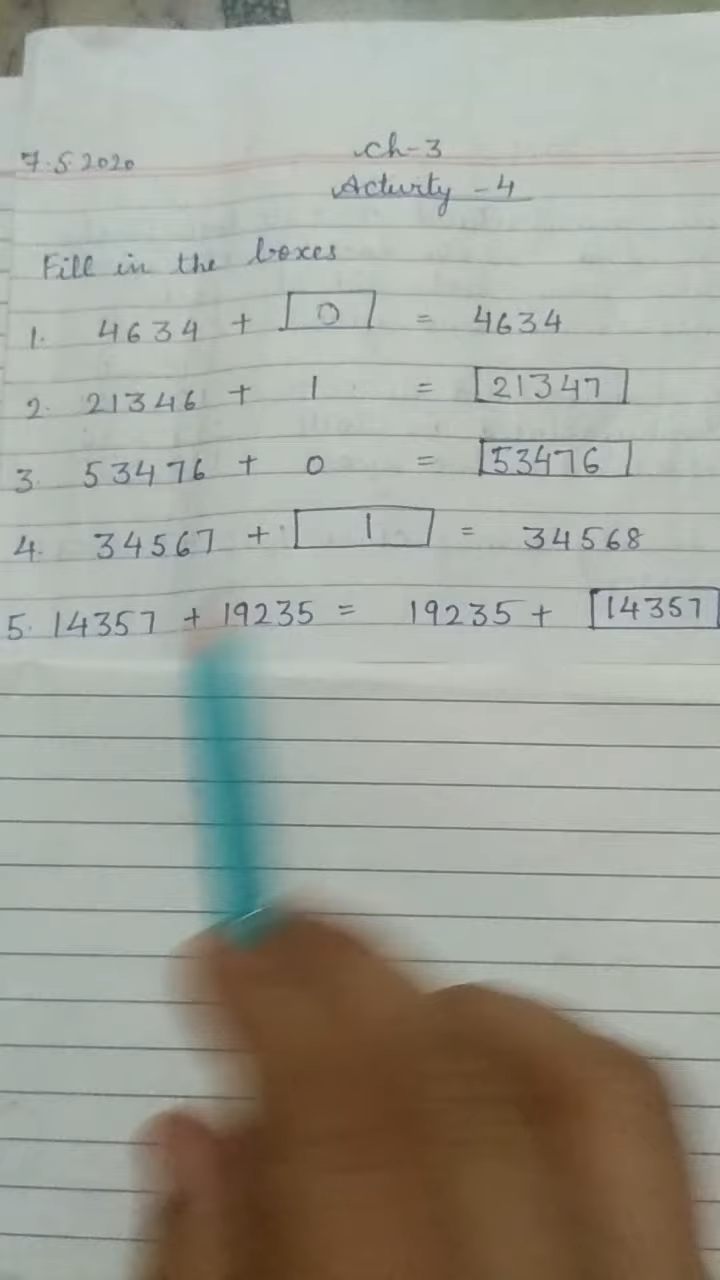 7.5.2020
Ch-3
Activity - 4
Fill in the boxes
1. 4634 + 0 = 4634
2. 21346 + 1 = 21347
3. 53476 + 0 = 53476
4. 34567 + 1 = 34568
5. 14357 + 19235 = 19235 + 14357